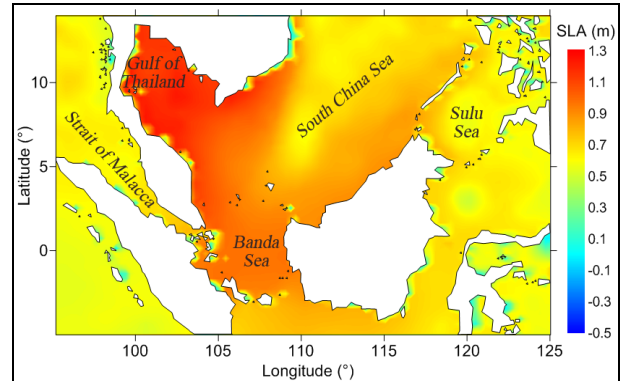 SLA (m)
1.3
1.1
0.9
0.7
0.5
0.3
0.1
-0.1
-0.3
-0.5
Gulf of
Thailand
South China Sea
Sulu
Sea
Strait of Malacca
Banda
Sea
Latitude (°)
10
5
0
100
105
110
115
120
125
Longitude (°)